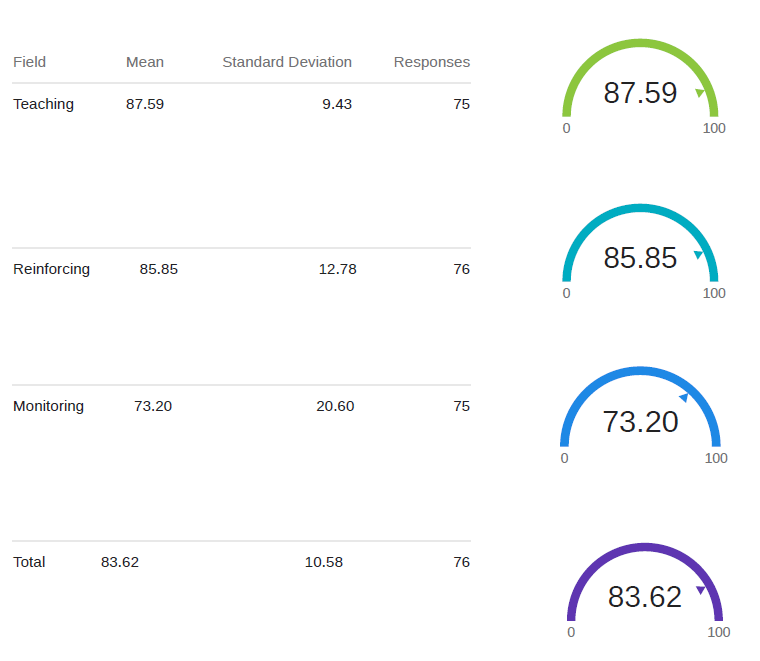 Field Mean Standard Deviation Responses
Teaching 87.59 9.43 75
87.59
0 100
Reinforcing 85.85 12.78 76
85.85
0 100
Monitoring 73.20 20.60 75
73.20
0 100
Total 83.62 10.58 76
83.62
0 100